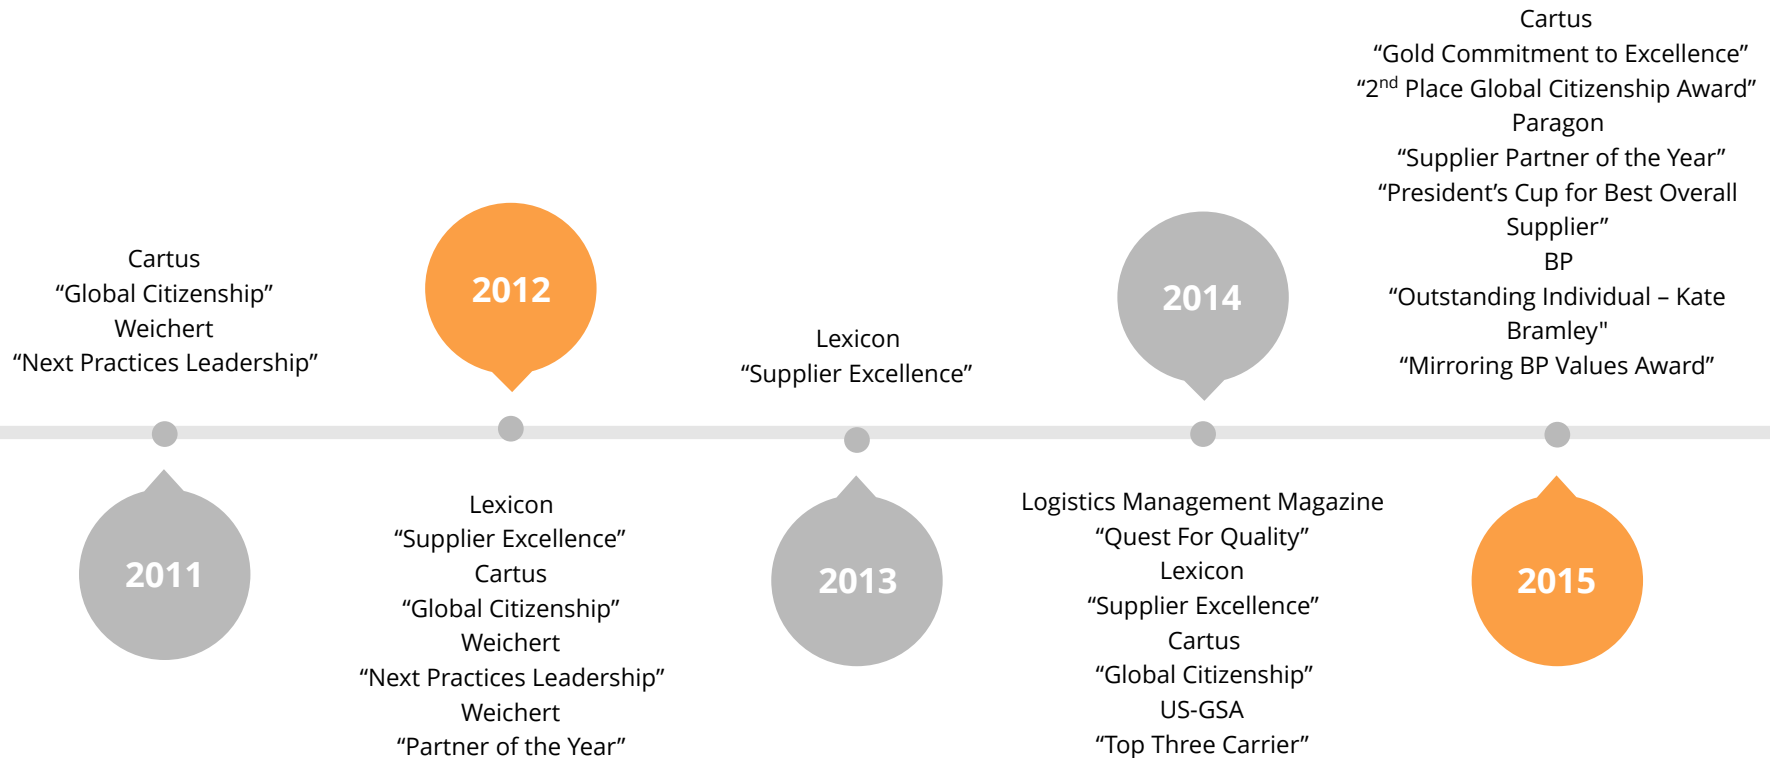 Cartus
“Global Citizenship”
Weichert
“Next Practices Leadership”
2011
2012
Lexicon
“Supplier Excellence”
Cartus
“Global Citizenship”
Weichert
“Next Practices Leadership”
Weichert
“Partner of the Year”
Lexicon
“Supplier Excellence”
2013
2014
Logistics Management Magazine
“Quest For Quality”
Lexicon
“Supplier Excellence”
Cartus
“Global Citizenship”
US-GSA
“Top Three Carrier”
Cartus
“Gold Commitment to Excellence”
“2nd Place Global Citizenship Award”
Paragon
“Supplier Partner of the Year”
“President’s Cup for Best Overall
Supplier”
BP
“Outstanding Individual – Kate
Bramley"
“Mirroring BP Values Award”
2015